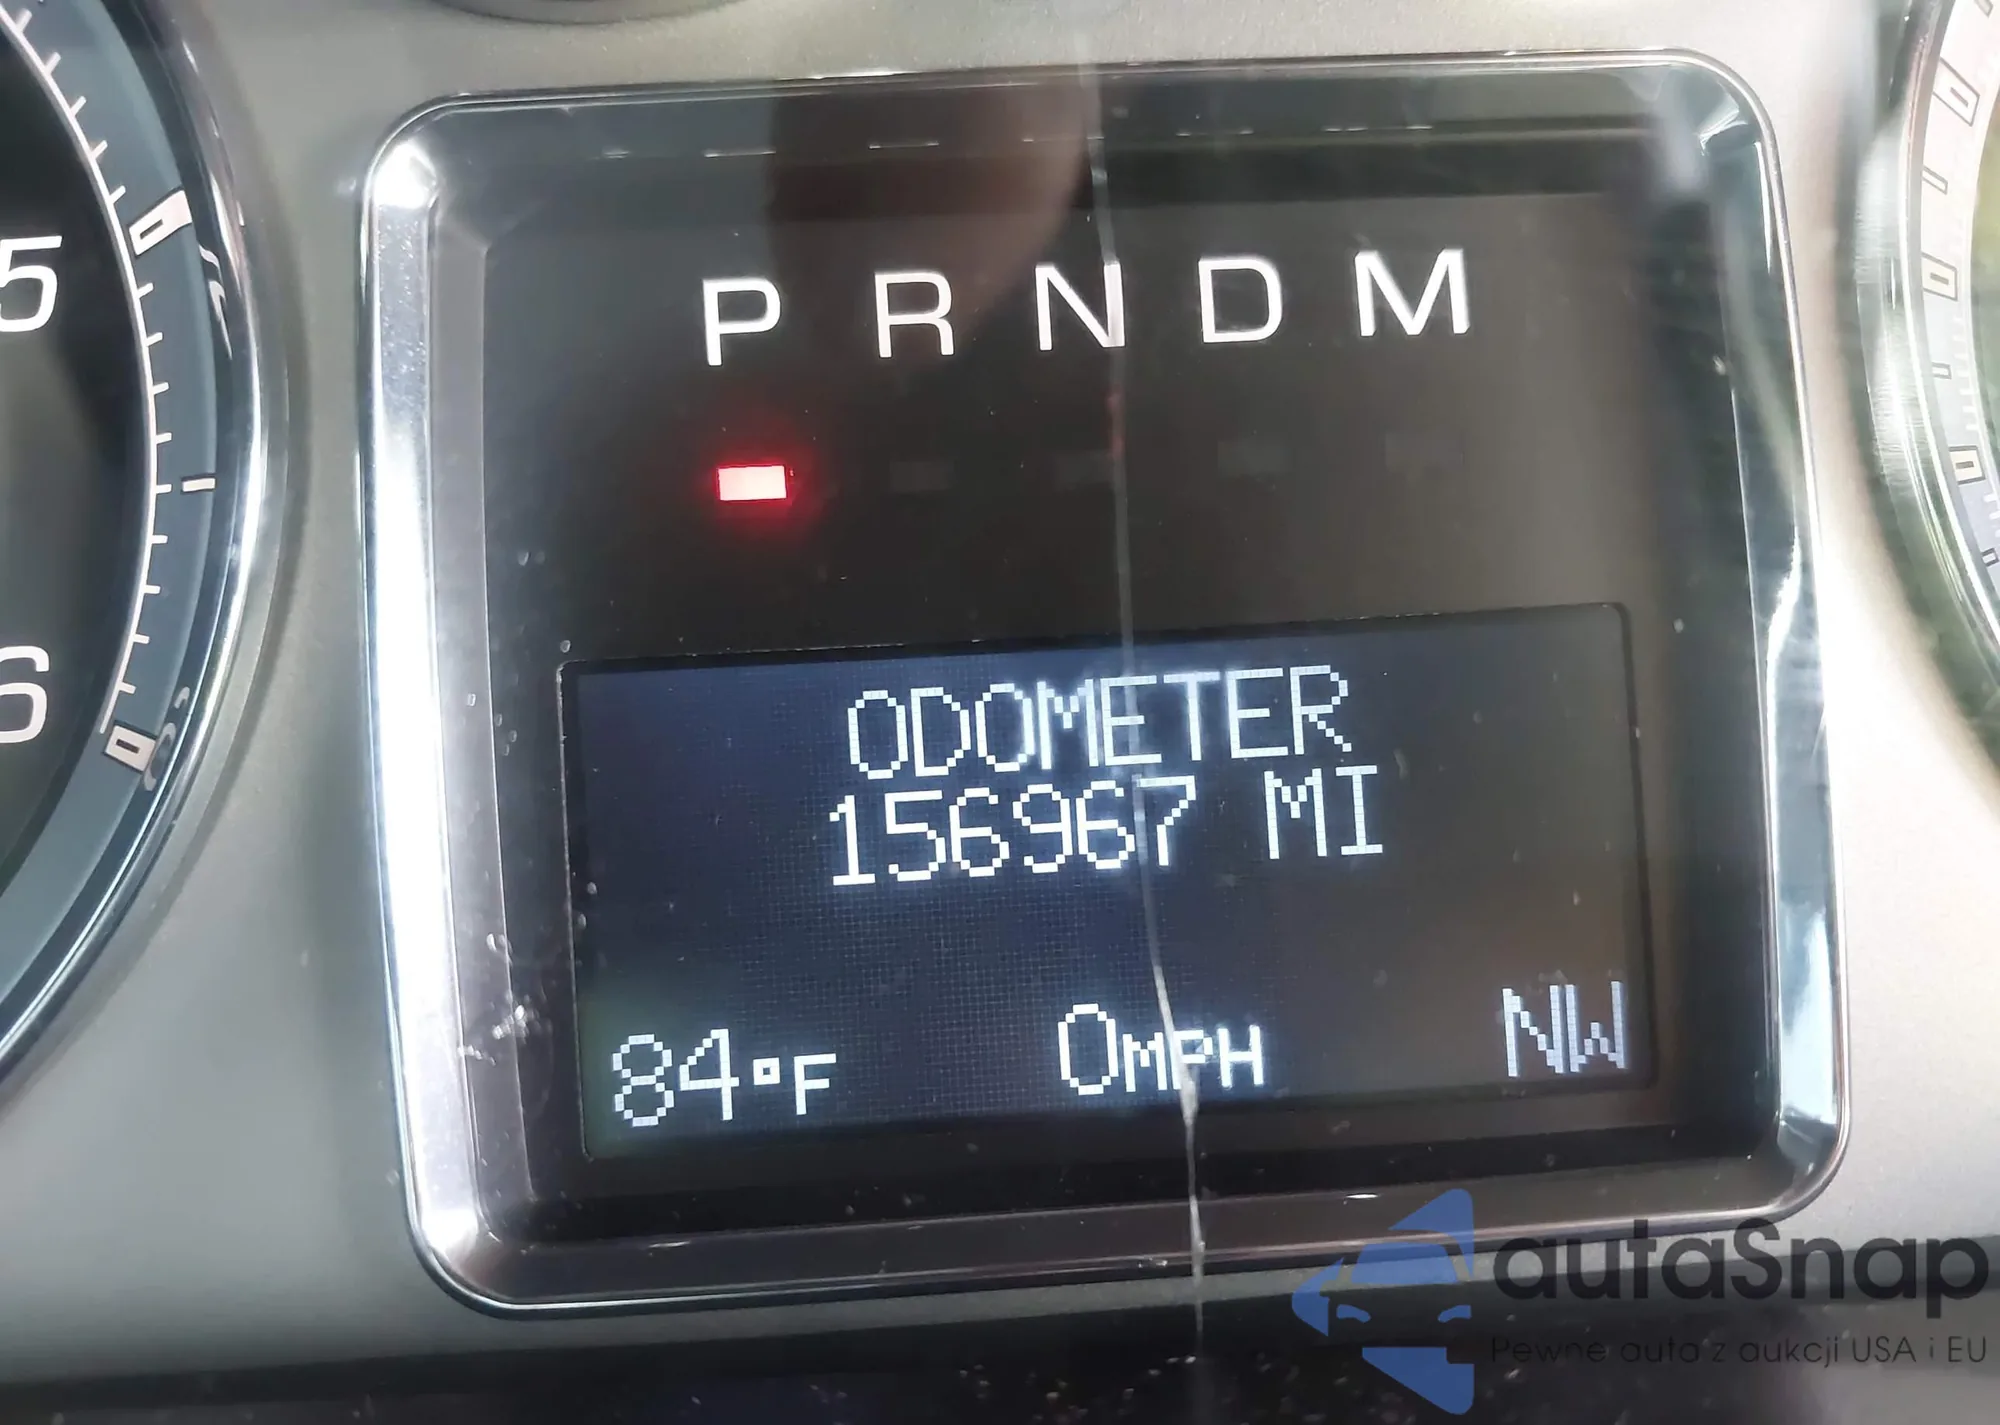 5
6
P R N D M
ODOMETER
156967 MI
84°F 0MPH NW
autaSnap
Pewne auta z aukcji USA i EU